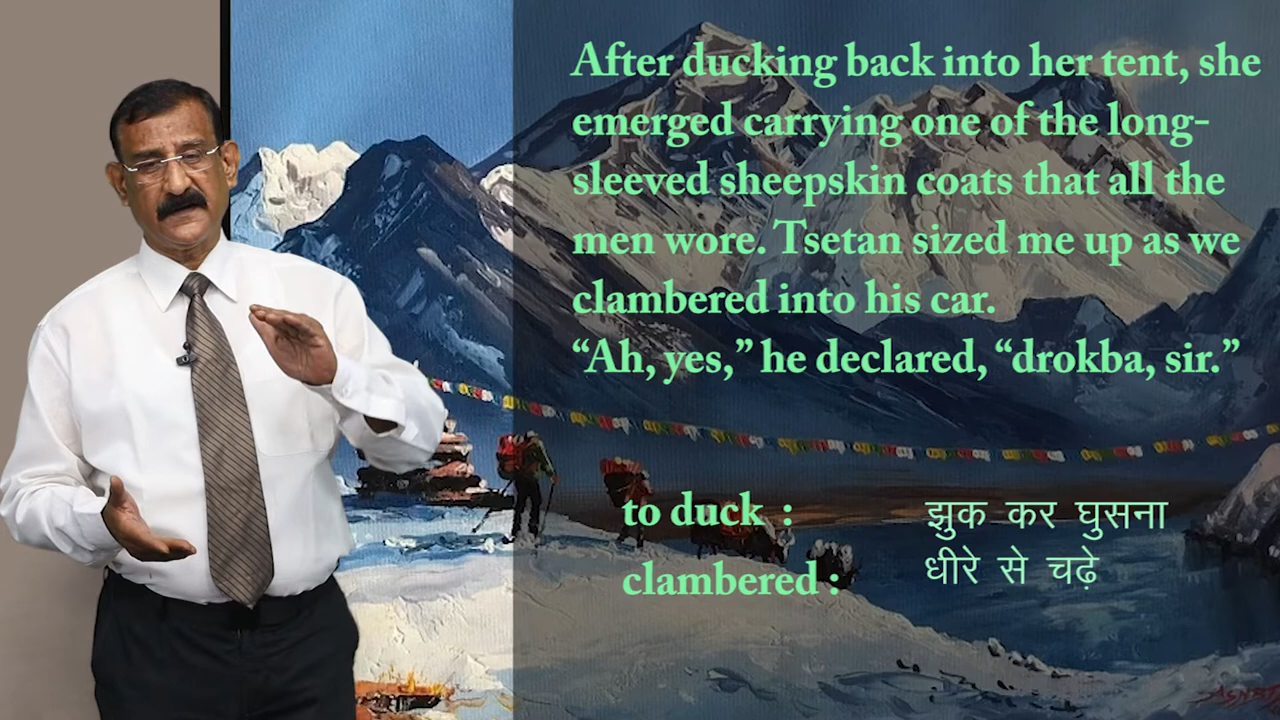 After ducking back into her tent, she
emerged carrying one of the long-
sleeved sheepskin coats that all the
men wore. Tsetan sized me up as we
clambered into his car.
“Ah, yes,” he declared, “drokba, sir.”
to duck : झुक कर घुसना
clambered : धीरे से चढ़े